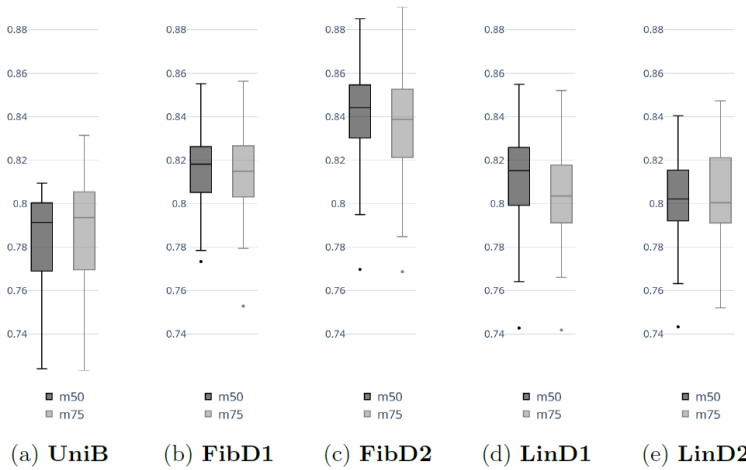 0.88 0.88 0.88 0.88 0.88
0.86 0.86 0.86 0.86 0.86
0.84 0.84 0.84 0.84 0.84
0.82 0.82 0.82 0.82 0.82
0.8 0.8 0.8 0.8 0.8
0.78 0.78 0.78 0.78 0.78
0.76 0.76 0.76 0.76 0.76
0.74 0.74 0.74 0.74 0.74
m50 m50 m50 m50 m50
m75 m75 m75 m75 m75
(a) UniB (b) FibD1 (c) FibD2 (d) LinD1 (e) LinD2